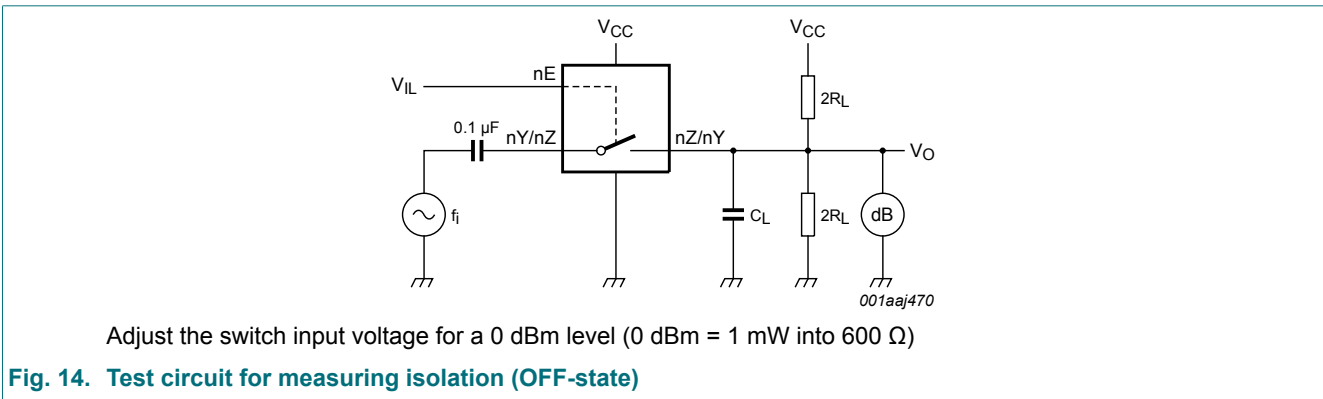 VCC
VCC
nE
VIL
2RL
0.1 µF
nY/nZ
nZ/nY
VO
fi
CL
2RL
dB
001aaj470
Adjust the switch input voltage for a 0 dBm level (0 dBm = 1 mW into 600 Ω)
Fig. 14. Test circuit for measuring isolation (OFF-state)